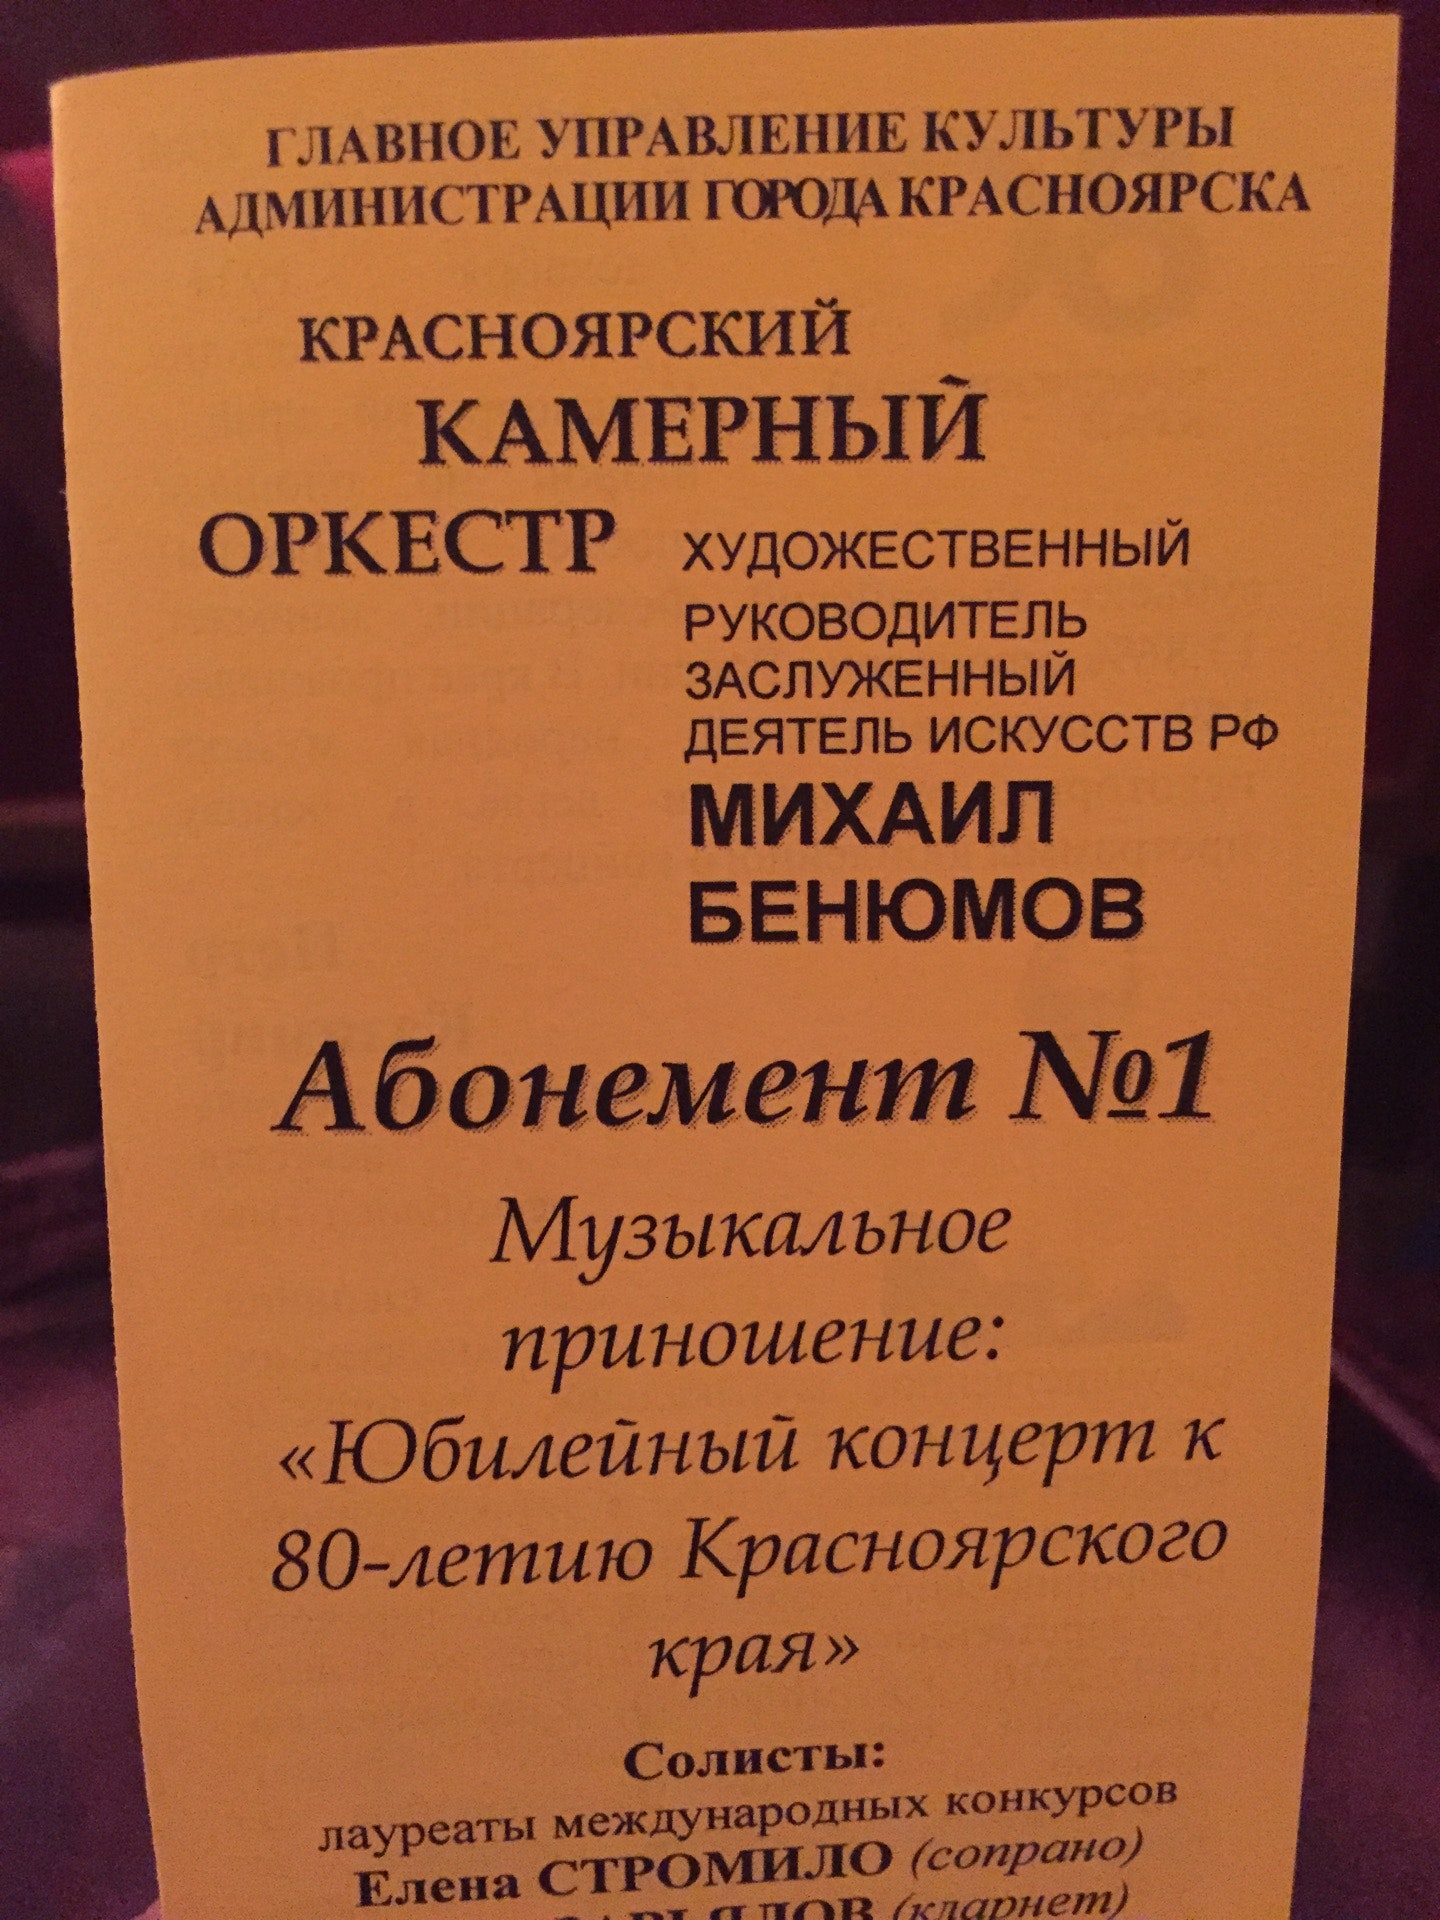 ГЛАВНОЕ УПРАВЛЕНИЕ КУЛЬТУРЫ
АДМИНИСТРАЦИИ ГОРОДА КРАСНОЯРСКА
КРАСНОЯРСКИЙ
КАМЕРНЫЙ
ОРКЕСТР
ХУДОЖЕСТВЕННЫЙ
РУКОВОДИТЕЛЬ
ЗАСЛУЖЕННЫЙ
ДЕЯТЕЛЬ ИСКУССТВ РФ
МИХАИЛ
БЕНЮМОВ
Абонемент №1
Музыкальное
приношение:
«Юбилейный концерт к
80-летию Красноярского
края»
Солисты:
лауреаты международных конкурсов
Елена СТРОМИЛО (сопрано)
(кларнет)